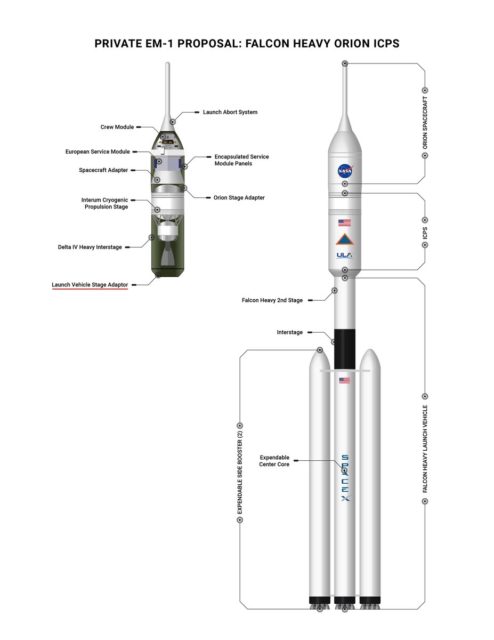 PRIVATE EM-1 PROPOSAL: FALCON HEAVY ORION ICPS
Launch Abort System
Crew Module
European Service Module
Encapsulated Service
Module Panels
Spacecraft Adapter
Orion Stage Adapter
Interum Cryogenic
Propulsion Stage
Delta IV Heavy Interstage
Launch Vehicle Stage Adaptor
NASA
ORION SPACECRAFT
ULA
ICPS
Falcon Heavy 2nd Stage
Interstage
Expendable
Center Core
SPACEX
EXPENDABLE SIDE BOOSTER (2)
FALCON HEAVY LAUNCH VEHICLE